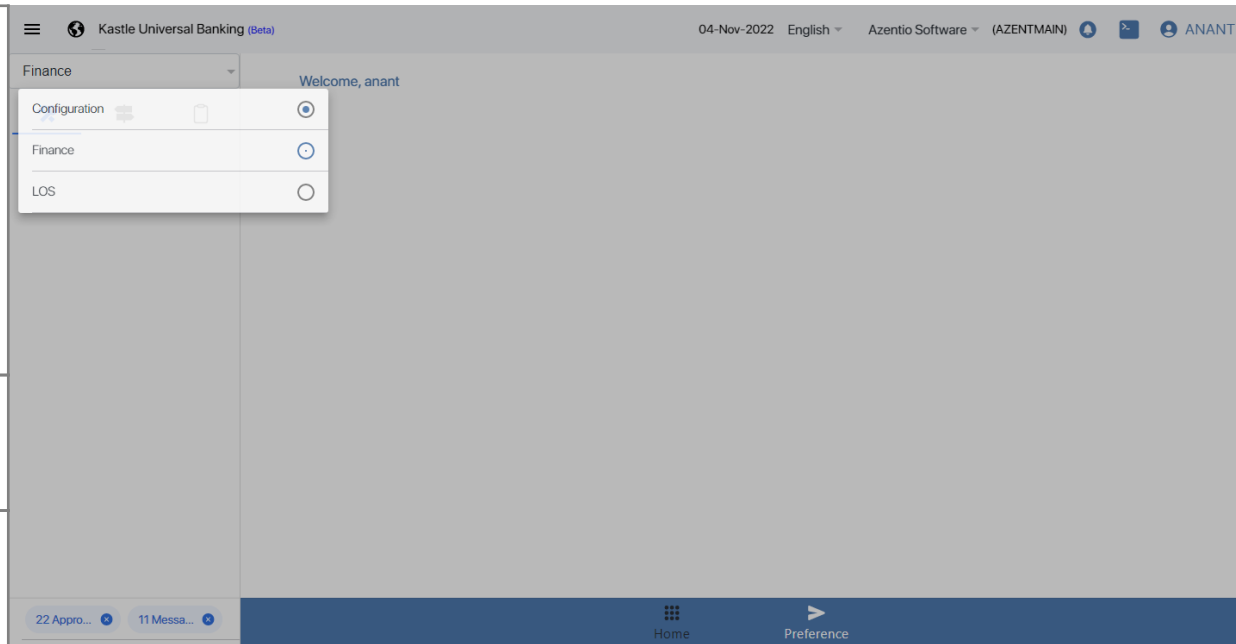 Kastle Universal Banking (Beta)
04-Nov-2022 English Azentio Software (AZENTMAIN) ANANT
Finance
Welcome, anant
Configuration
Finance
LOS
22 Appro... 11 Messa...
Home Preference